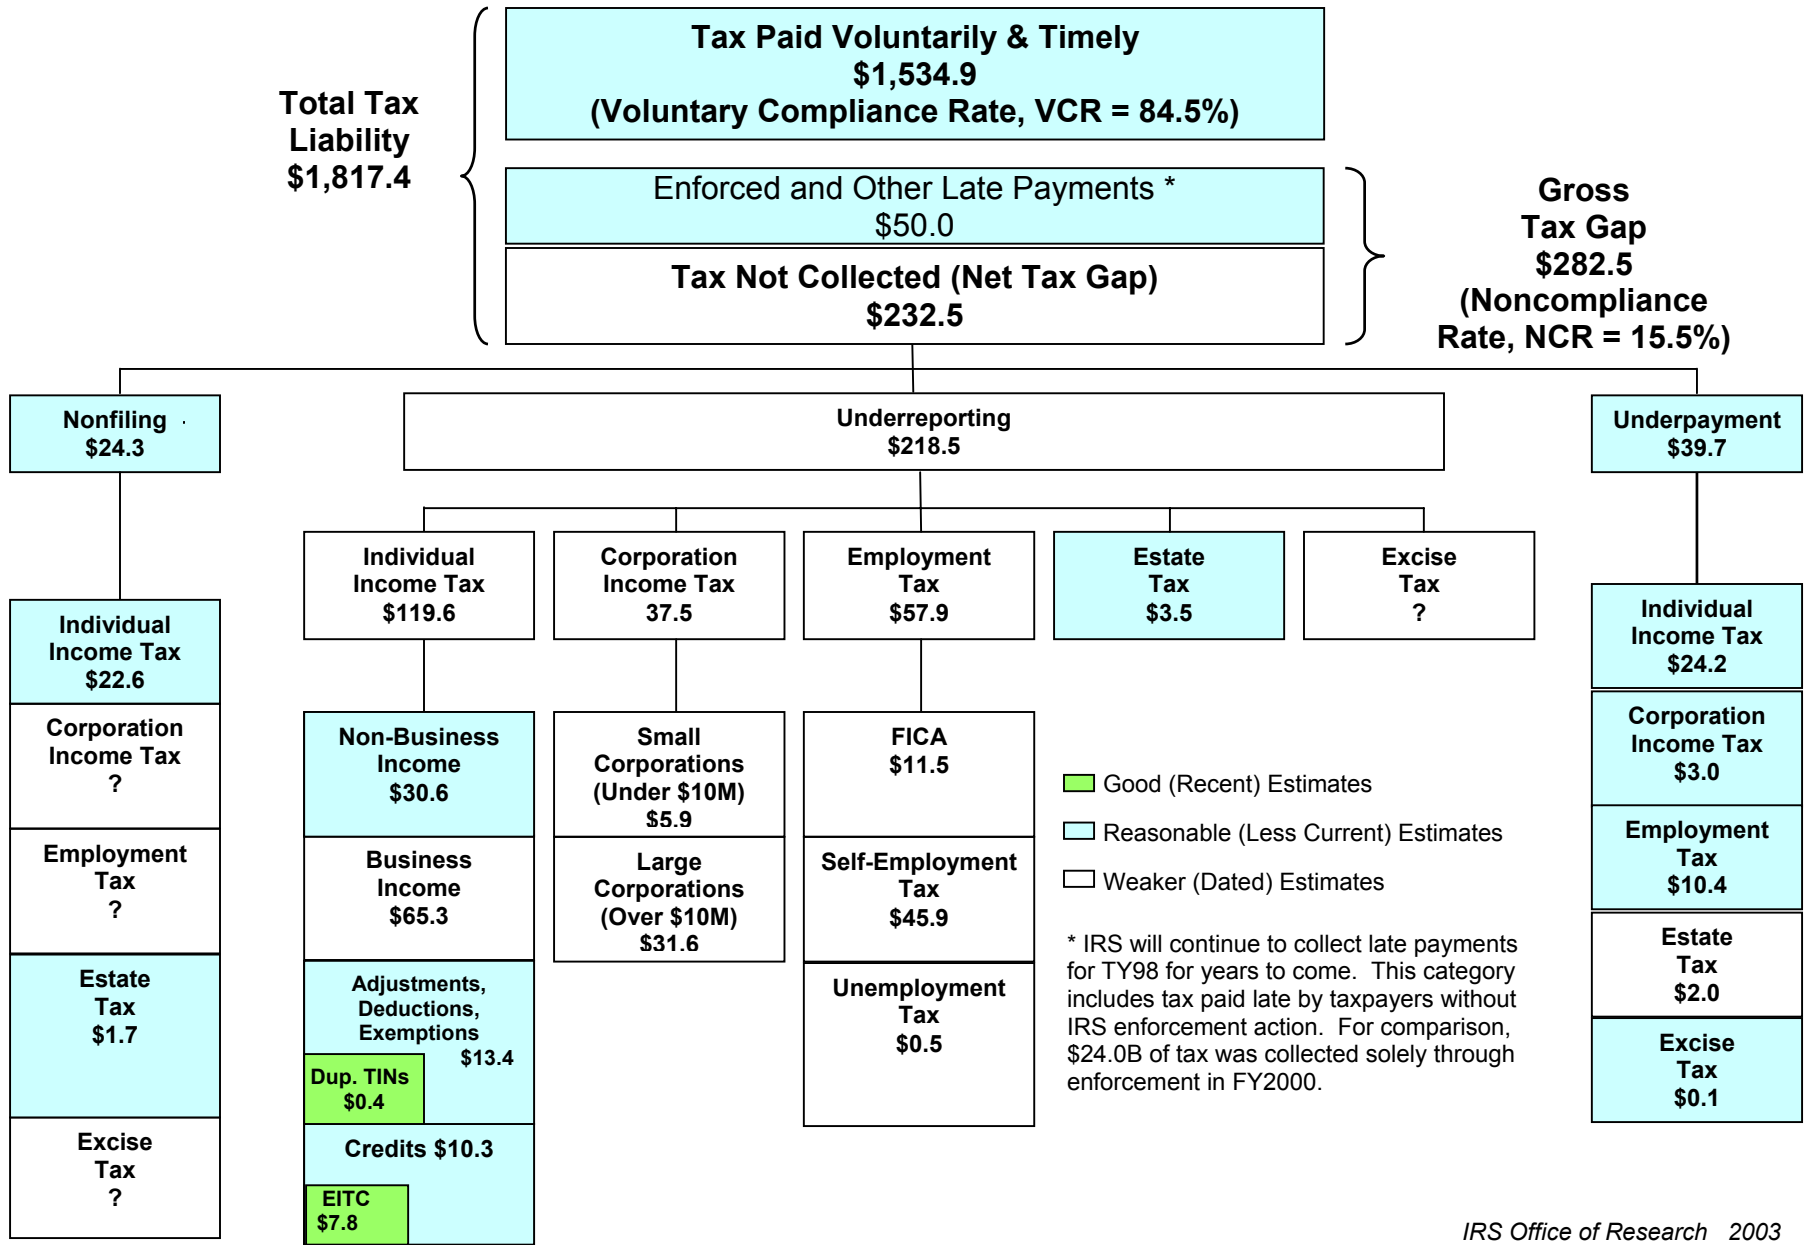 Tax Paid Voluntarily & Timely
$1,534.9
(Voluntary Compliance Rate, VCR = 84.5%)
Total Tax
Liability
$1,817.4
Enforced and Other Late Payments *
$50.0
Tax Not Collected (Net Tax Gap)
$232.5
Gross
Tax Gap
$282.5
(Noncompliance
Rate, NCR = 15.5%)
Nonfiling
$24.3
Underreporting
$218.5
Underpayment
$39.7
Individual
Income Tax
$22.6
Corporation
Income Tax
?
Employment
Tax
?
Estate
Tax
$1.7
Excise
Tax
?
Individual
Income Tax
$119.6
Corporation
Income Tax
37.5
Employment
Tax
$57.9
Estate
Tax
$3.5
Excise
Tax
?
Non-Business
Income
$30.6
Business
Income
$65.3
Adjustments,
Deductions,
Exemptions
$13.4
Dup. TINs
$0.4
Credits $10.3
EITC
$7.8
Small
Corporations
(Under $10M)
$5.9
Large
Corporations
(Over $10M)
$31.6
FICA
$11.5
Self-Employment
Tax
$45.9
Unemployment
Tax
$0.5
Good (Recent) Estimates
Reasonable (Less Current) Estimates
Weaker (Dated) Estimates
* IRS will continue to collect late payments
for TY98 for years to come. This category
includes tax paid late by taxpayers without
IRS enforcement action. For comparison,
$24.0B of tax was collected solely through
enforcement in FY2000.
Individual
Income Tax
$24.2
Corporation
Income Tax
$3.0
Employment
Tax
$10.4
Estate
Tax
$2.0
Excise
Tax
$0.1
IRS Office of Research 2003